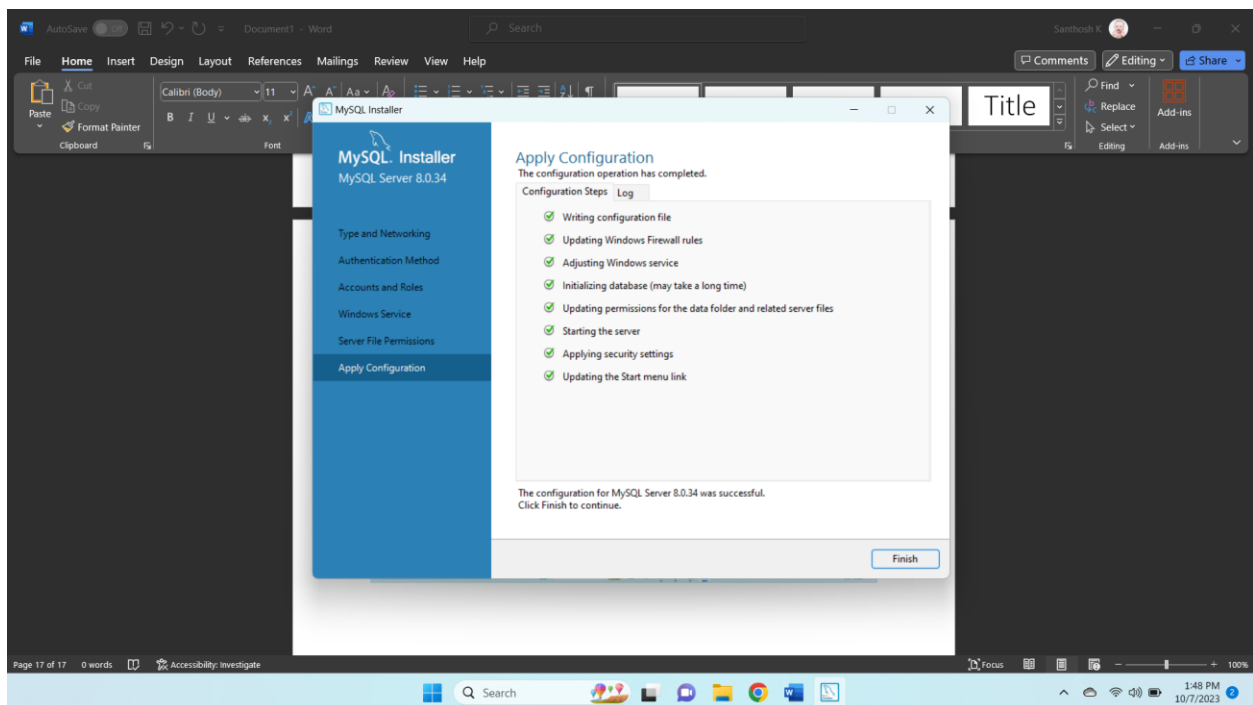 AutoSave Off Document1 - Word Search Santhosh K
File Home Insert Design Layout References Mailings Review View Help Comments Editing Share
Cut
Copy
Paste
Format Painter
Clipboard
Calibri (Body) 11
Font
Title
Find
Replace
Select
Editing
Add-ins
Add-ins
MySQL Installer
MySQL. Installer
MySQL Server 8.0.34
Type and Networking
Authentication Method
Accounts and Roles
Windows Service
Server File Permissions
Apply Configuration
Apply Configuration
The configuration operation has completed.
Configuration Steps Log
Writing configuration file
Updating Windows Firewall rules
Adjusting Windows service
Initializing database (may take a long time)
Updating permissions for the data folder and related server files
Starting the server
Applying security settings
Updating the Start menu link
The configuration for MySQL Server 8.0.34 was successful.
Click Finish to continue.
Finish
Page 17 of 17 0 words Accessibility: Investigate Focus 100%
Search
1:48 PM
10/7/2023
2